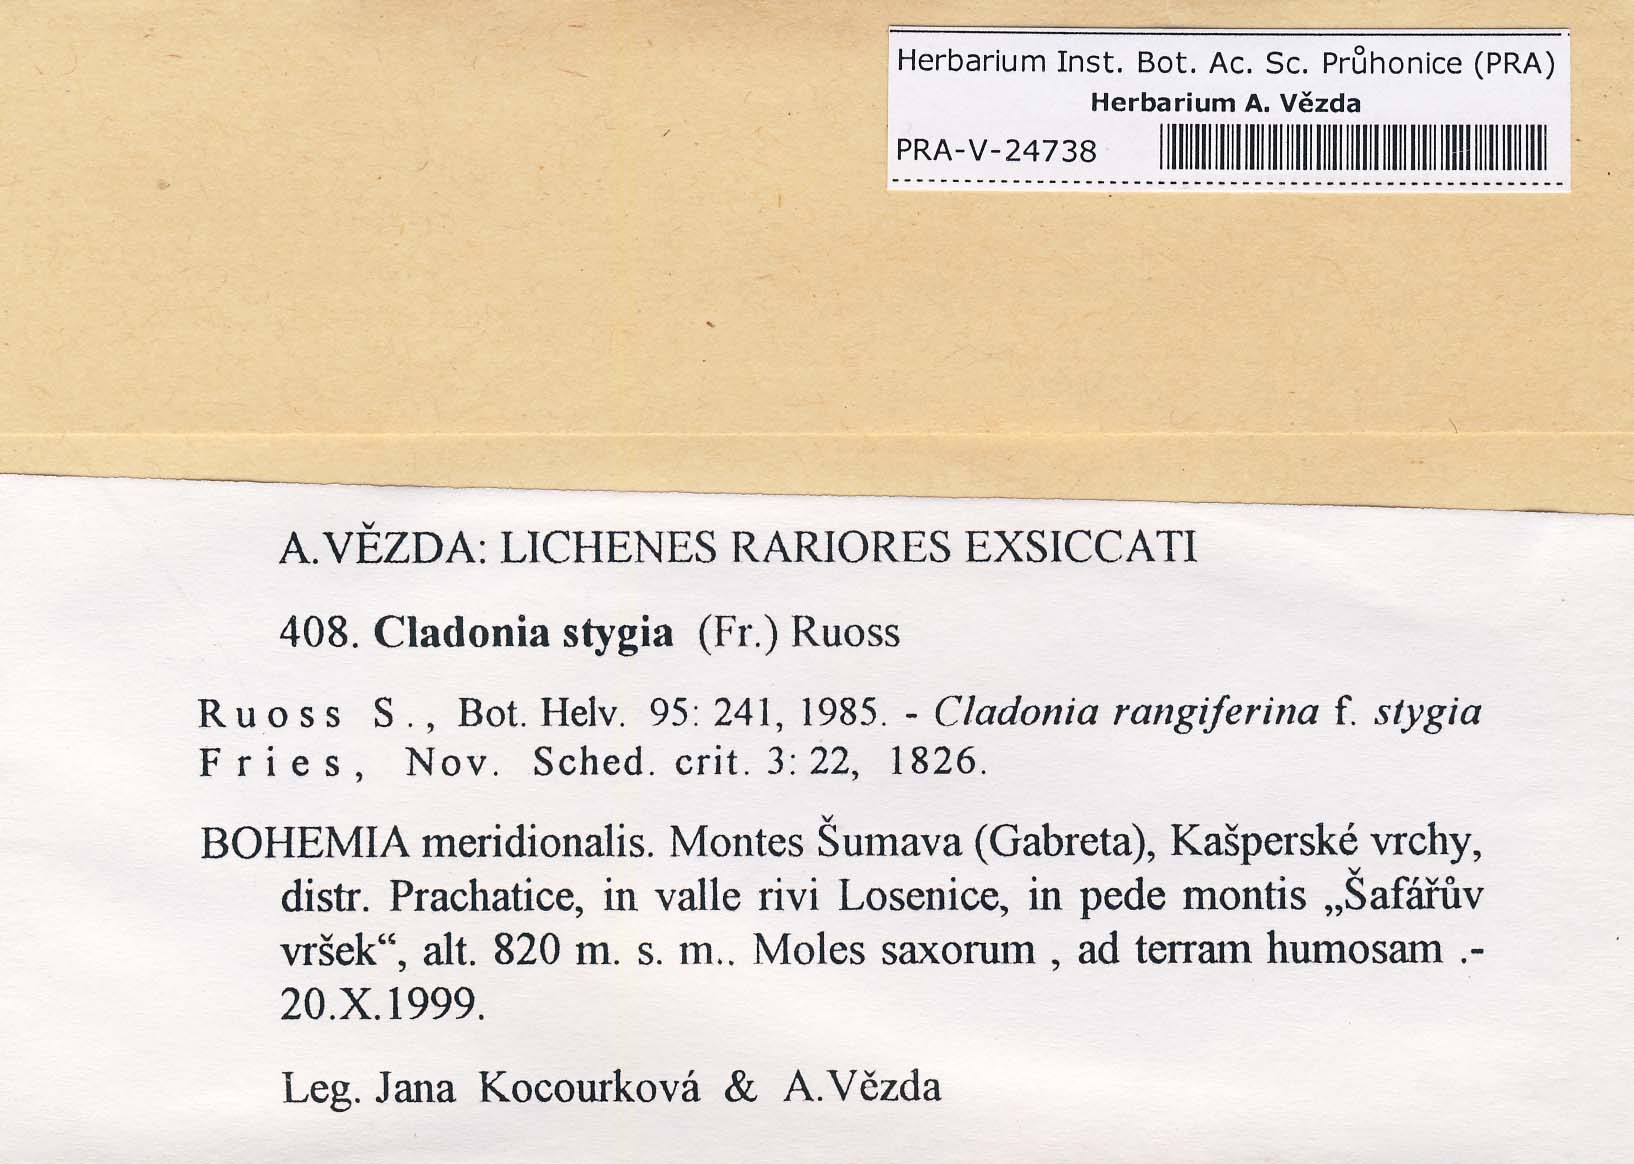 Herbarium Inst. Bot. Ac. Sc. Průhonice (PRA)
Herbarium A. Vězda
PRA-V-24738
A.VĚZDA: LICHENES RARIORES EXSICCATI
408. Cladonia stygia (Fr.) Ruoss
Ruoss S., Bot. Helv. 95: 241, 1985. - Cladonia rangiferina f. stygia
Fries, Nov. Sched. crit. 3: 22, 1826.
BOHEMIA meridionalis. Montes Šumava (Gabreta), Kašperské vrchy,
distr. Prachatice, in valle rivi Losenice, in pede montis „Šafářův
vršek“, alt. 820 m. s. m.. Moles saxorum , ad terram humosam .-
20.X.1999.
Leg. Jana Kocourková & A.Vězda